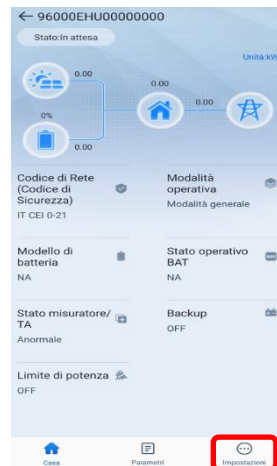 ← 96000EHU00000000
Stato:In attesa
Unità:kW
0.00
0.00
0.00
0%
0.00
Codice di Rete
(Codice di
Sicurezza)
IT CEI 0-21
Modalità
operativa
Modalità generale
Modello di
batteria
NA
Stato operativo
BAT
NA
Stato misuratore/
TA
Anormale
Backup
OFF
Limite di potenza
OFF
Casa
Parametri
Impostazioni